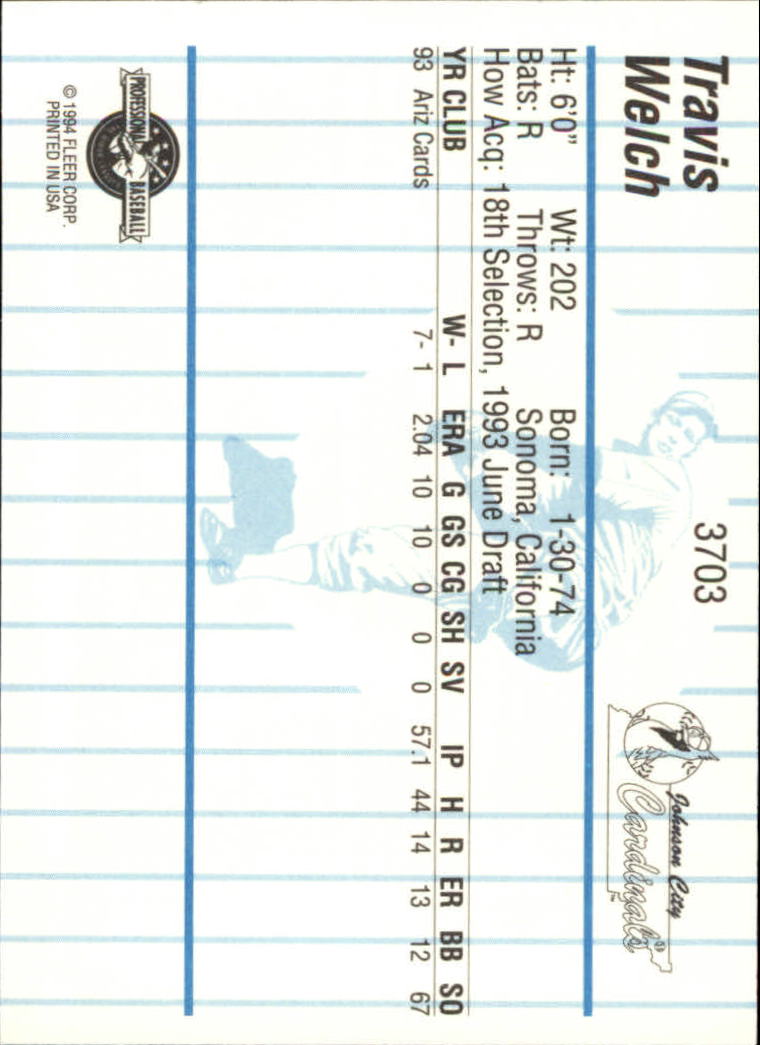 Travis
Welch
3703
Johnson City
Cardinals
Ht: 6'0" Wt: 202 Born: 1-30-74
Bats: R Throws: R Sonoma, California
How Acq: 18th Selection, 1993 June Draft
YR CLUB W- L ERA G GS CG SH SV IP H R ER BB SO
93 Ariz Cards 7- 1 2.04 10 10 0 0 0 57.1 44 14 13 12 67
PROFESSIONAL BASEBALL
© 1994 FLEER CORP.
PRINTED IN USA